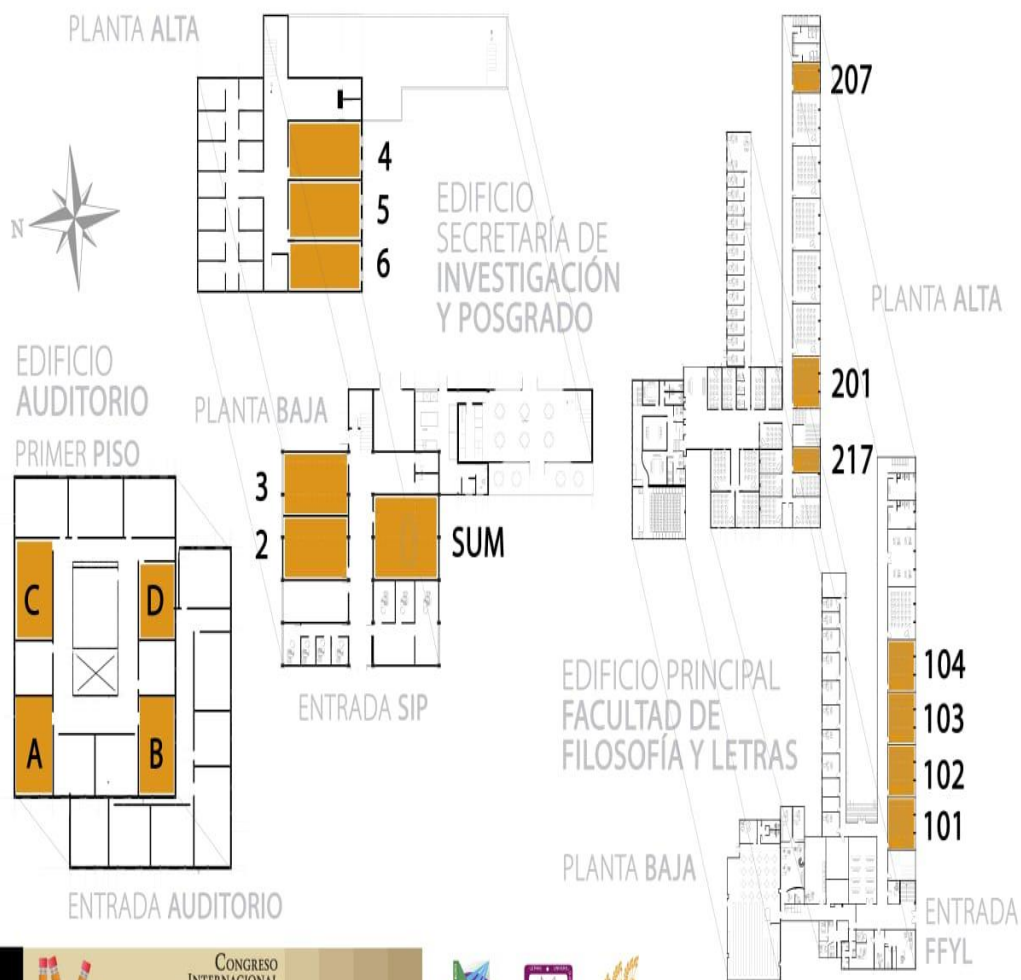 PLANTA ALTA
4
5
6
N
EDIFICIO
SECRETARÍA DE
INVESTIGACIÓN
Y POSGRADO
207
PLANTA ALTA
201
217
EDIFICIO
AUDITORIO
PRIMER PISO
PLANTA BAJA
3
2
SUM
C
D
A
B
ENTRADA SIP
ENTRADA AUDITORIO
EDIFICIO PRINCIPAL
FACULTAD DE
FILOSOFÍA Y LETRAS
104
103
102
101
PLANTA BAJA
ENTRADA
FFYL
CONGRESO
INTERNACIONAL